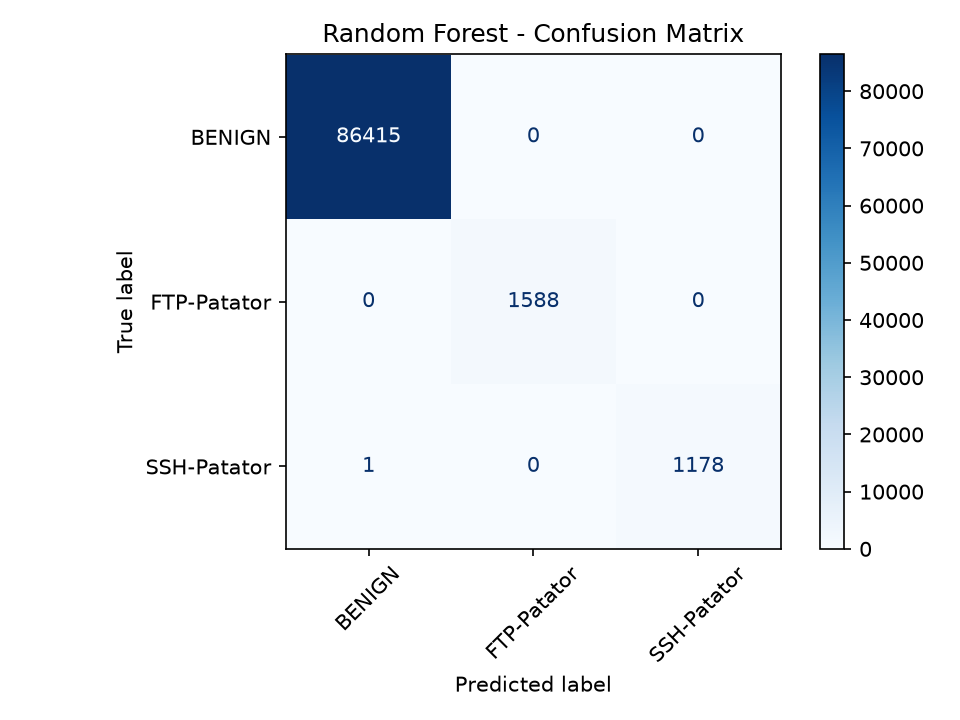 Random Forest - Confusion Matrix
BENIGN
86415
0
0
FTP-Patator
0
1588
0
SSH-Patator
1
0
1178
True label
BENIGN
FTP-Patator
SSH-Patator
Predicted label
80000
70000
60000
50000
40000
30000
20000
10000
0